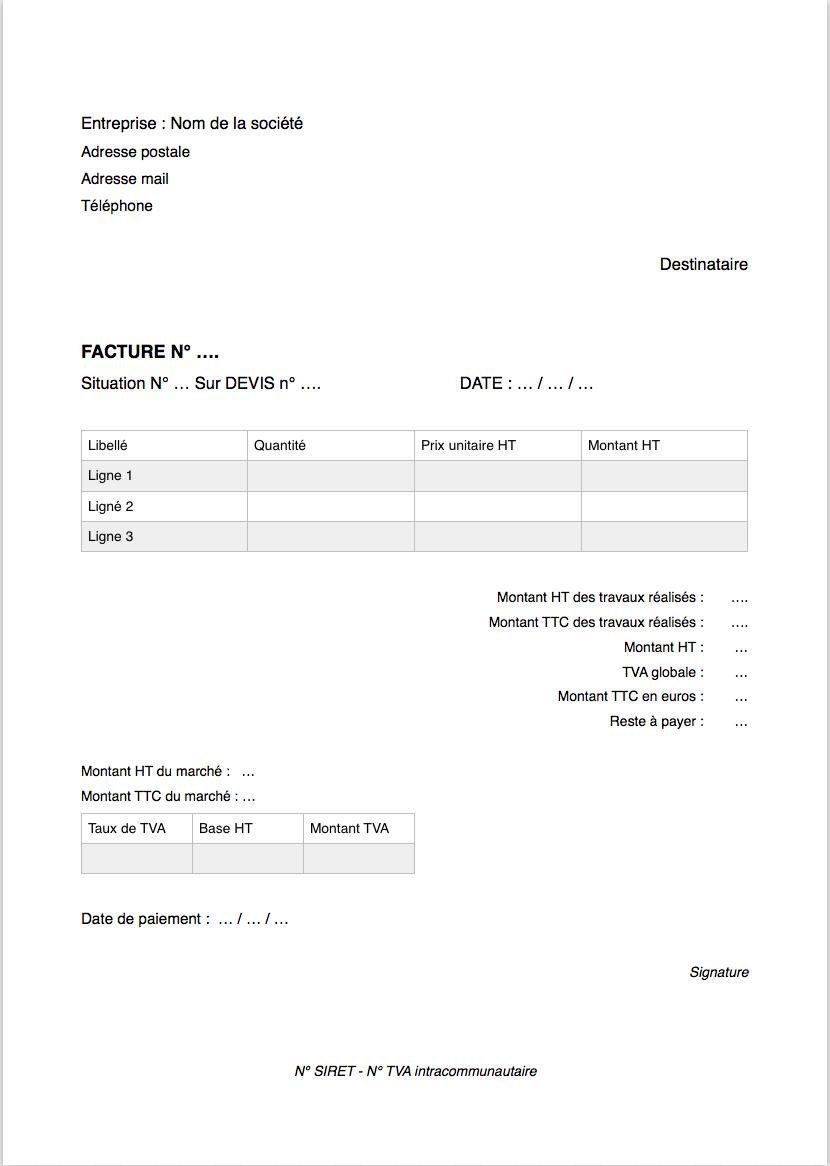 Entreprise : Nom de la société
Adresse postale
Adresse mail
Téléphone
Destinataire
FACTURE N° ....
Situation N° … Sur DEVIS n° …. DATE : … / … / …
Libellé Quantité Prix unitaire HT Montant HT
Ligne 1
Ligné 2
Ligne 3
Montant HT des travaux réalisés : ….
Montant TTC des travaux réalisés : ….
Montant HT : …
TVA globale : …
Montant TTC en euros : …
Reste à payer : …
Montant HT du marché : …
Montant TTC du marché : …
Taux de TVA Base HT Montant TVA
Date de paiement : … / … / …
Signature
N° SIRET - N° TVA intracommunautaire